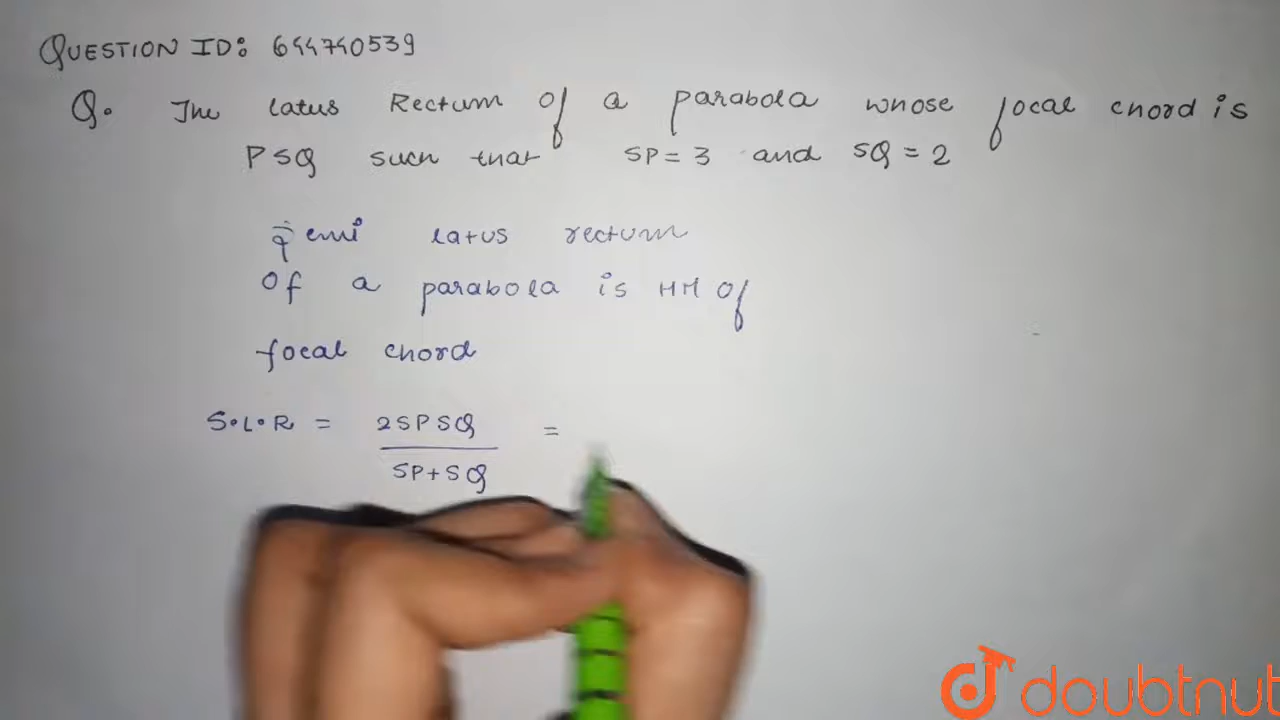 QUESTION ID: 644740539
Q. The latus Rectum of a parabola whose focal chord is
PSQ such that SP = 3 and SQ = 2
Semi latus rectum
of a parabola is HM of
focal chord
S.L.R = 2SPSQ / SP+SQ =
doubtnut